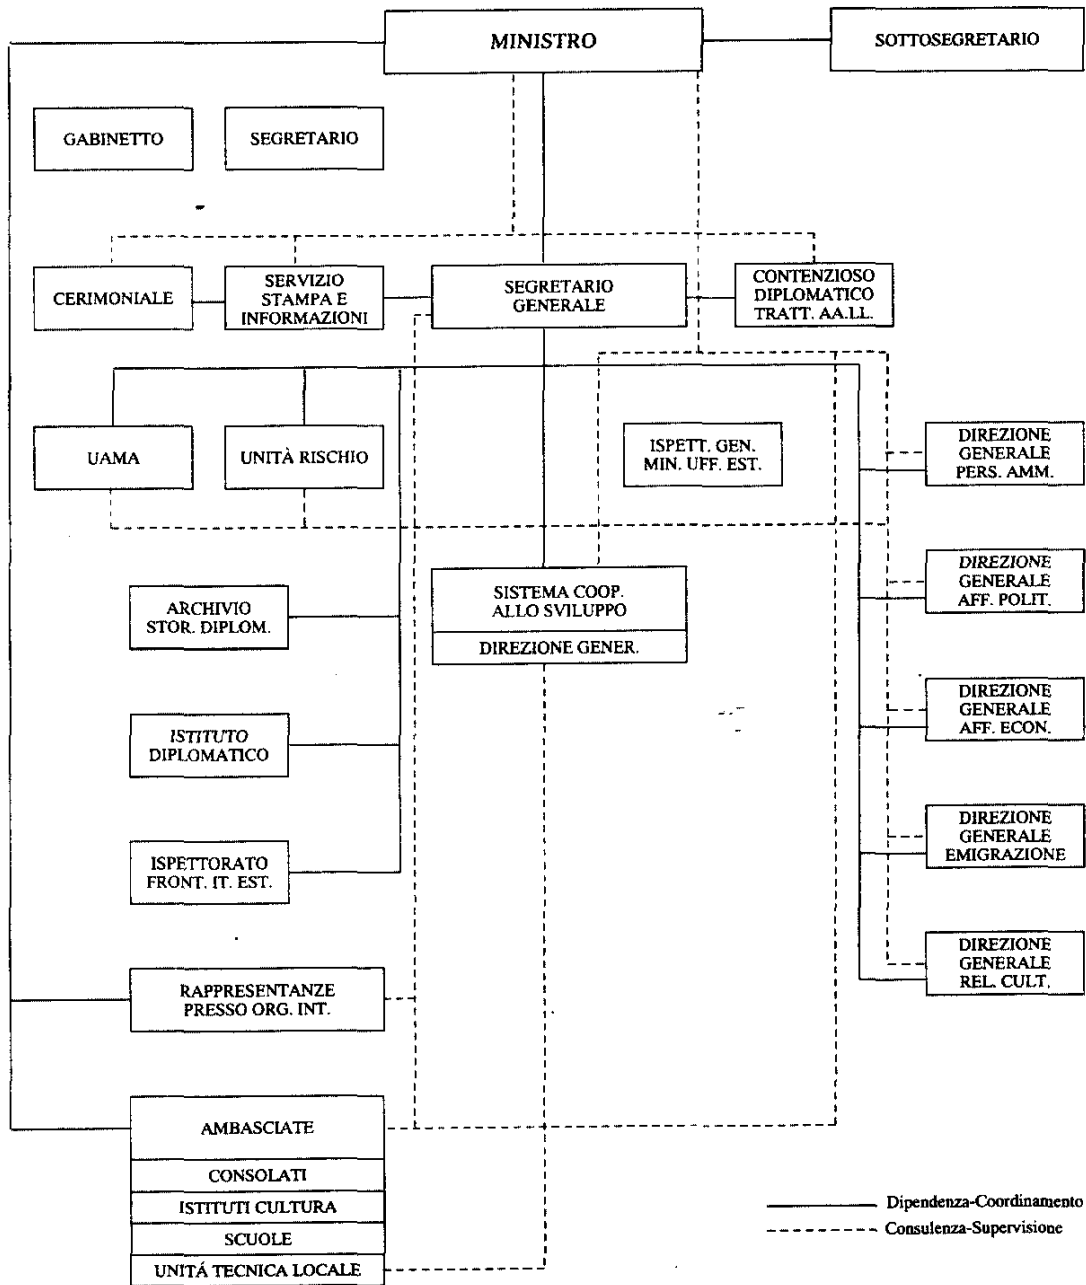 MINISTRO
SOTTOSEGRETARIO
GABINETTO
SEGRETARIO
CERIMONIALE
SERVIZIO
STAMPA E
INFORMAZIONI
SEGRETARIO
GENERALE
CONTENZIOSO
DIPLOMATICO
TRATT. AA.LL.
UAMA
UNITÀ RISCHIO
ISPETT. GEN.
MIN. UFF. EST.
DIREZIONE
GENERALE
PERS. AMM.
ARCHIVIO
STOR. DIPLOM.
SISTEMA COOP.
ALLO SVILUPPO
DIREZIONE GENER.
DIREZIONE
GENERALE
AFF. POLIT.
ISTITUTO
DIPLOMATICO
DIREZIONE
GENERALE
AFF. ECON.
ISPETTORATO
FRONT. IT. EST.
DIREZIONE
GENERALE
EMIGRAZIONE
RAPPRESENTANZE
PRESSO ORG. INT.
DIREZIONE
GENERALE
REL. CULT.
AMBASCIATE
CONSOLATI
ISTITUTI CULTURA
SCUOLE
UNITÁ TECNICA LOCALE
Dipendenza-Coordinamento
Consulenza-Supervisione